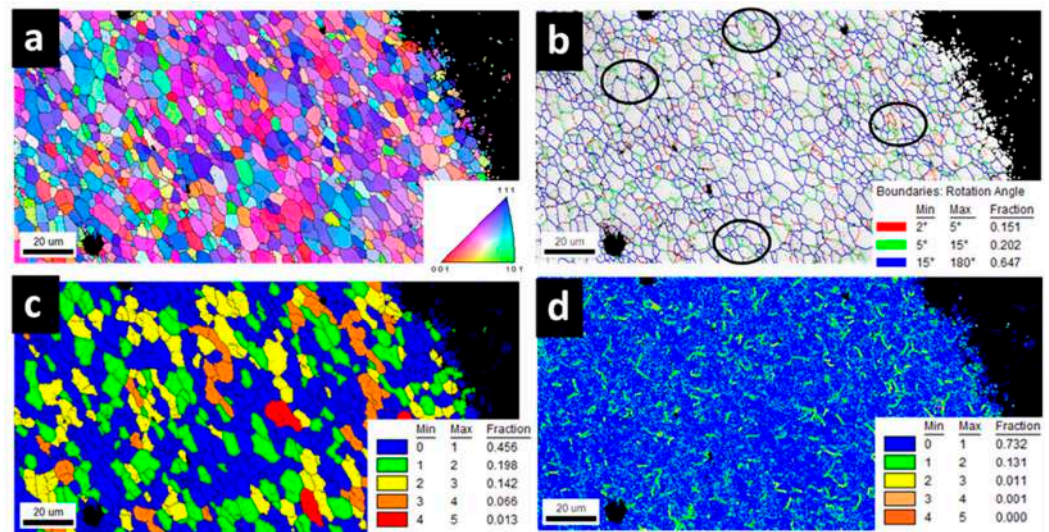 a
20 um
111
001 101
b
20 um
Boundaries: Rotation Angle
Min Max Fraction
2° 5° 0.151
5° 15° 0.202
15° 180° 0.647
c
20 um
Min Max Fraction
0 1 0.456
1 2 0.198
2 3 0.142
3 4 0.066
4 5 0.013
d
20 um
Min Max Fraction
0 1 0.732
1 2 0.131
2 3 0.011
3 4 0.001
4 5 0.000